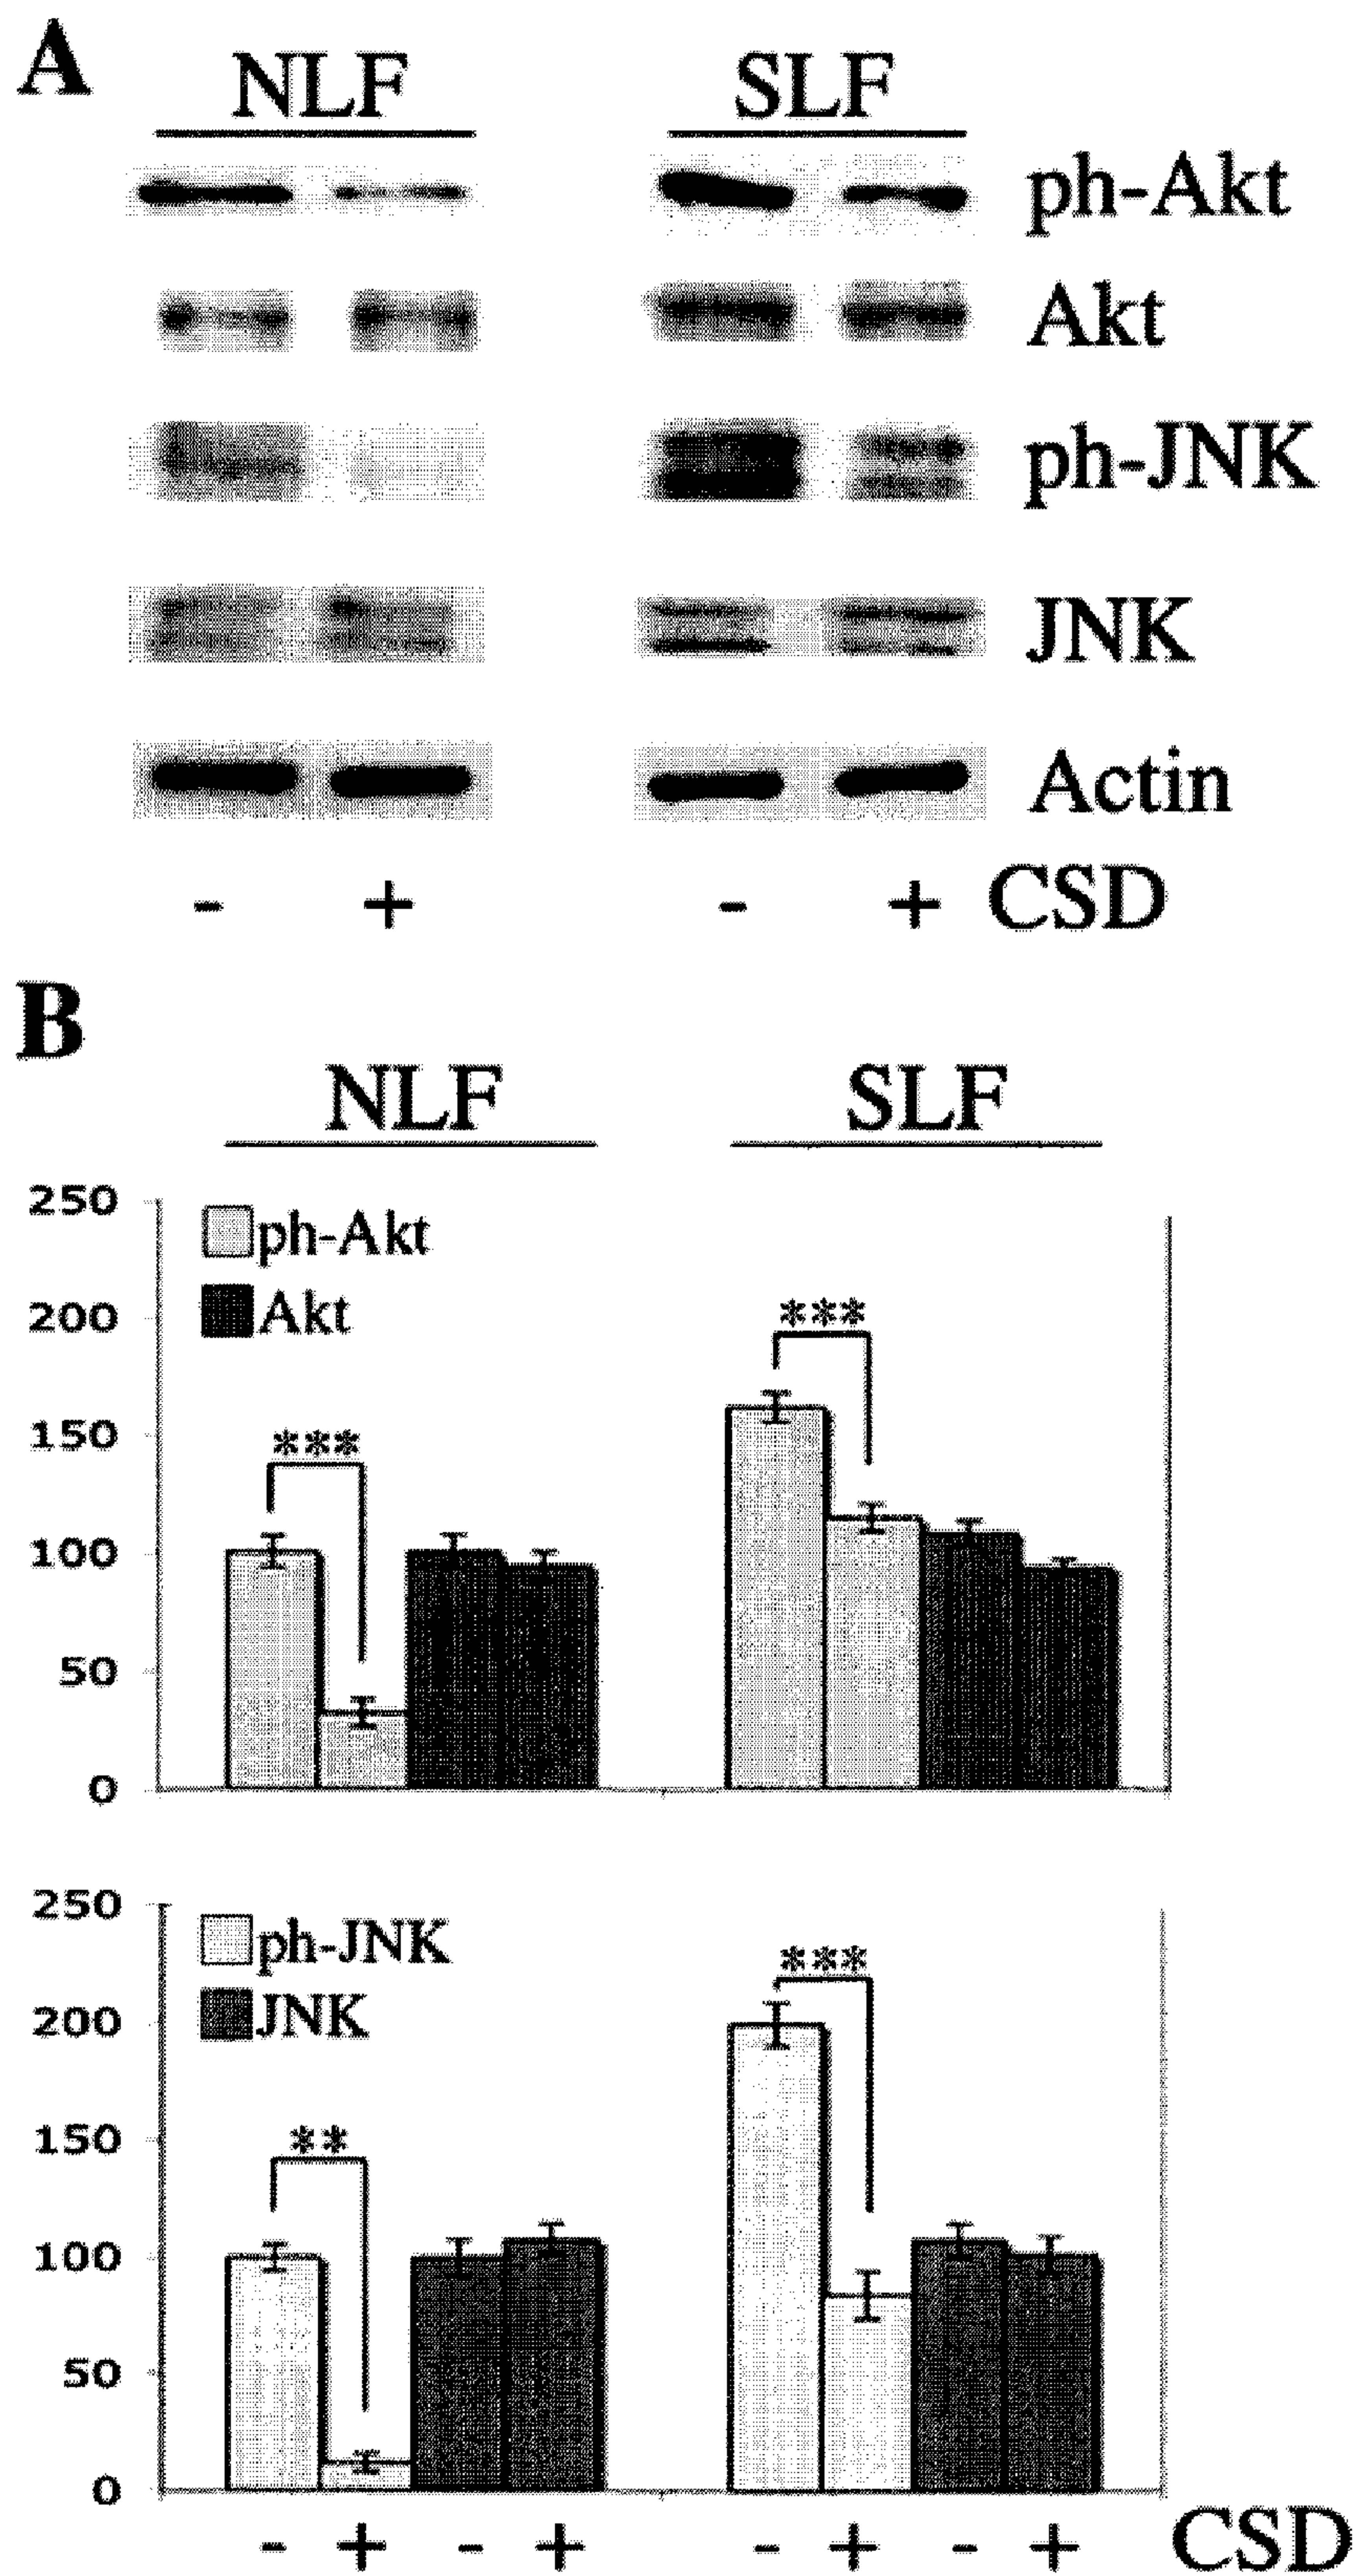 A
NLF SLF
ph-Akt
Akt
ph-JNK
JNK
Actin
- + - + CSD
B
NLF SLF
250
ph-Akt
200
Akt
***
150
***
100
50
0
250
ph-JNK
***
200
JNK
150
**
100
50
0
- + - + - + - + CSD